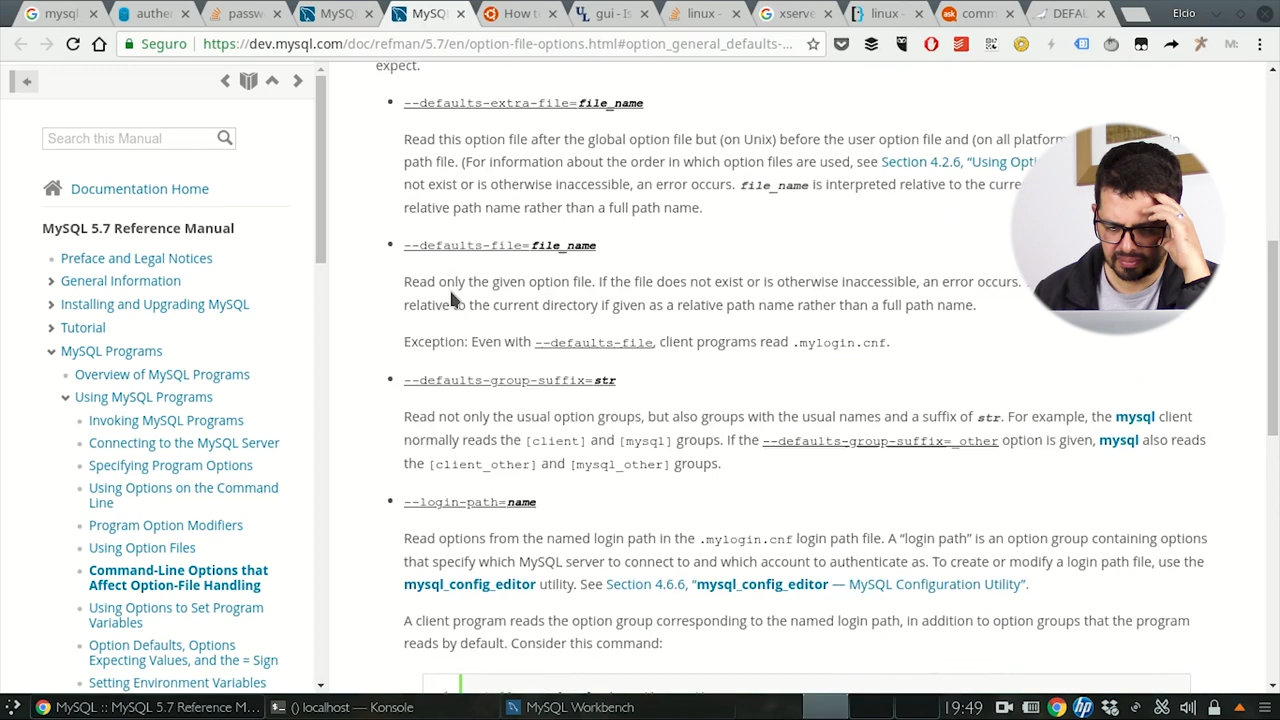 mysql
authe
passw
MySQ
MySQ
How to
gui - Is
linux -
xserve
linux -
comm
DEFAU
Elcio
Seguro
https://dev.mysql.com/doc/refman/5.7/en/option-file-options.html#option_general_defaults-...
Search this Manual
Documentation Home
MySQL 5.7 Reference Manual
Preface and Legal Notices
General Information
Installing and Upgrading MySQL
Tutorial
MySQL Programs
Overview of MySQL Programs
Using MySQL Programs
Invoking MySQL Programs
Connecting to the MySQL Server
Specifying Program Options
Using Options on the Command
Line
Program Option Modifiers
Using Option Files
Command-Line Options that
Affect Option-File Handling
Using Options to Set Program
Variables
Option Defaults, Options
Expecting Values, and the = Sign
Setting Environment Variables
expect.
--defaults-extra-file=file_name
Read this option file after the global option file but (on Unix) before the user option file and (on all platform
path file. (For information about the order in which option files are used, see Section 4.2.6, “Using Opti
not exist or is otherwise inaccessible, an error occurs. file_name is interpreted relative to the curre
relative path name rather than a full path name.
--defaults-file=file_name
Read only the given option file. If the file does not exist or is otherwise inaccessible, an error occurs.
relative to the current directory if given as a relative path name rather than a full path name.
Exception: Even with --defaults-file, client programs read .mylogin.cnf.
--defaults-group-suffix=str
Read not only the usual option groups, but also groups with the usual names and a suffix of str. For example, the mysql client
normally reads the [client] and [mysql] groups. If the --defaults-group-suffix=_other option is given, mysql also reads
the [client_other] and [mysql_other] groups.
--login-path=name
Read options from the named login path in the .mylogin.cnf login path file. A “login path” is an option group containing options
that specify which MySQL server to connect to and which account to authenticate as. To create or modify a login path file, use the
mysql_config_editor utility. See Section 4.6.6, “mysql_config_editor — MySQL Configuration Utility”.
A client program reads the option group corresponding to the named login path, in addition to option groups that the program
reads by default. Consider this command:
MySQL :: MySQL 5.7 Reference M...
() localhost — Konsole
MySQL Workbench
19:49